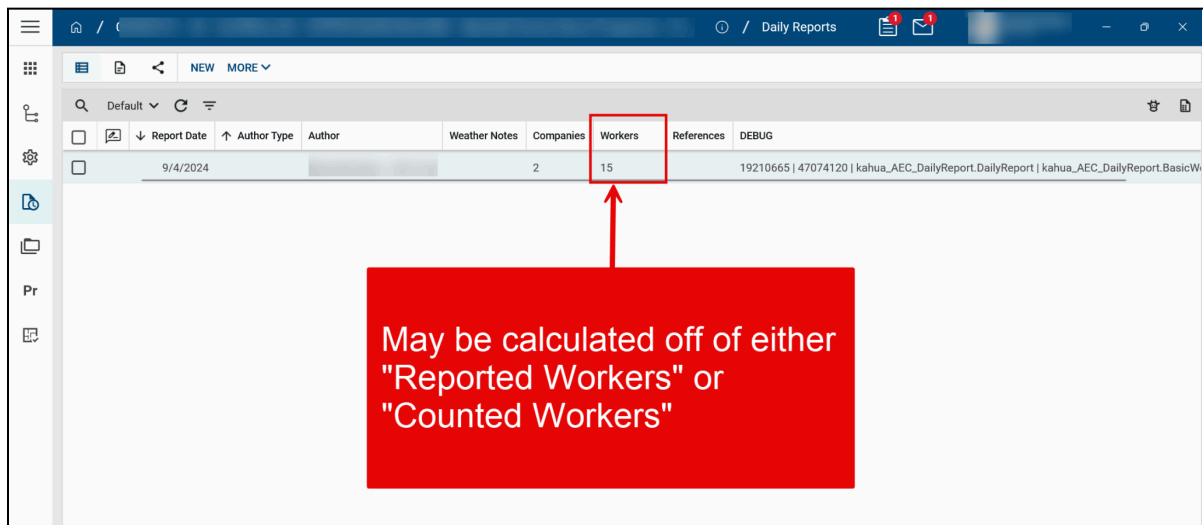 / Daily Reports 1 1
NEW MORE
Default
Report Date Author Type Author Weather Notes Companies Workers References DEBUG
9/4/2024 2 15 19210665 | 47074120 | kahua_AEC_DailyReport.DailyReport | kahua_AEC_DailyReport.BasicW
Pr
May be calculated off of either
"Reported Workers" or
"Counted Workers"